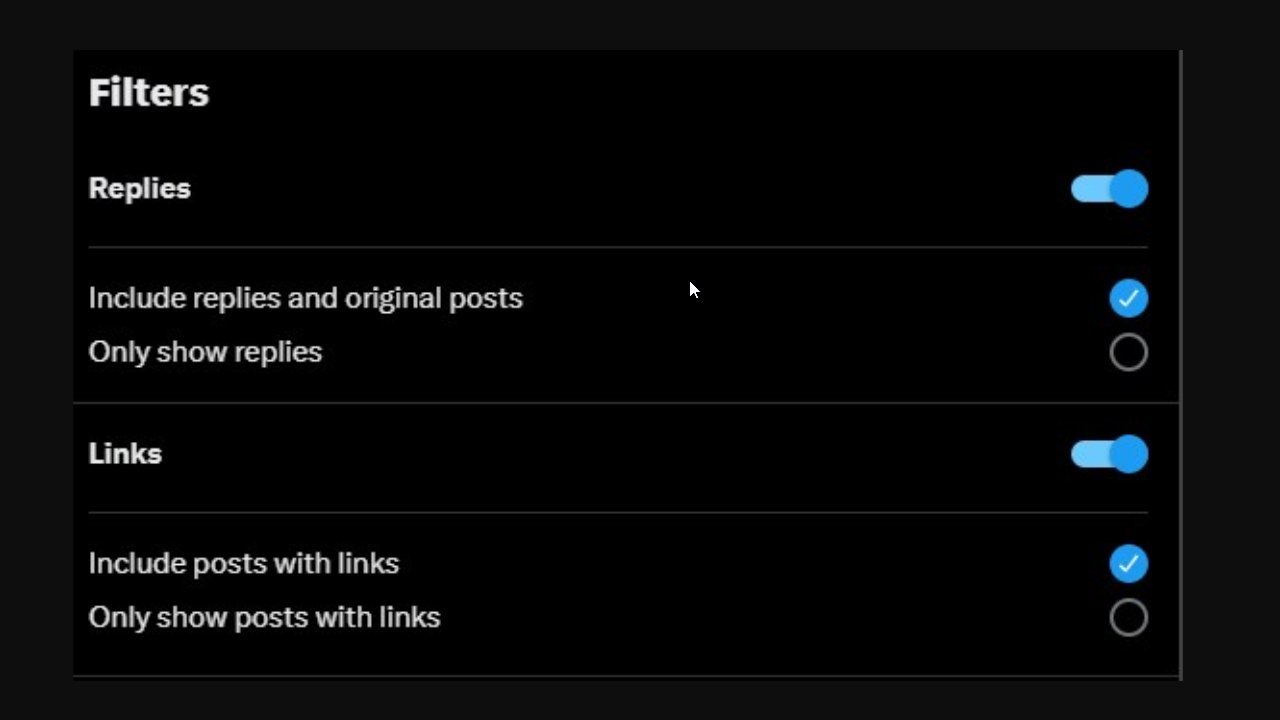 Filters
Replies
Include replies and original posts
Only show replies
Links
Include posts with links
Only show posts with links